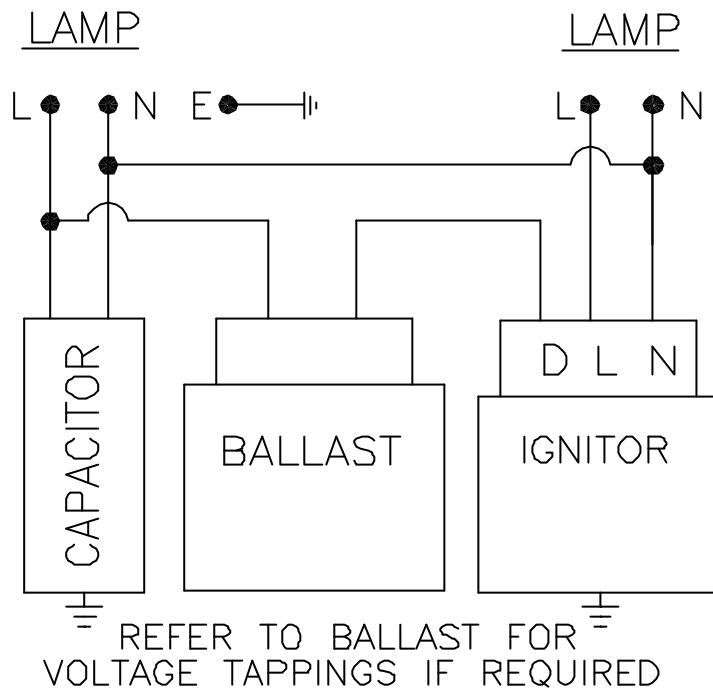 LAMP LAMP
L N E L N
D L N
CAPACITOR
BALLAST
IGNITOR
REFER TO BALLAST FOR
VOLTAGE TAPPINGS IF REQUIRED